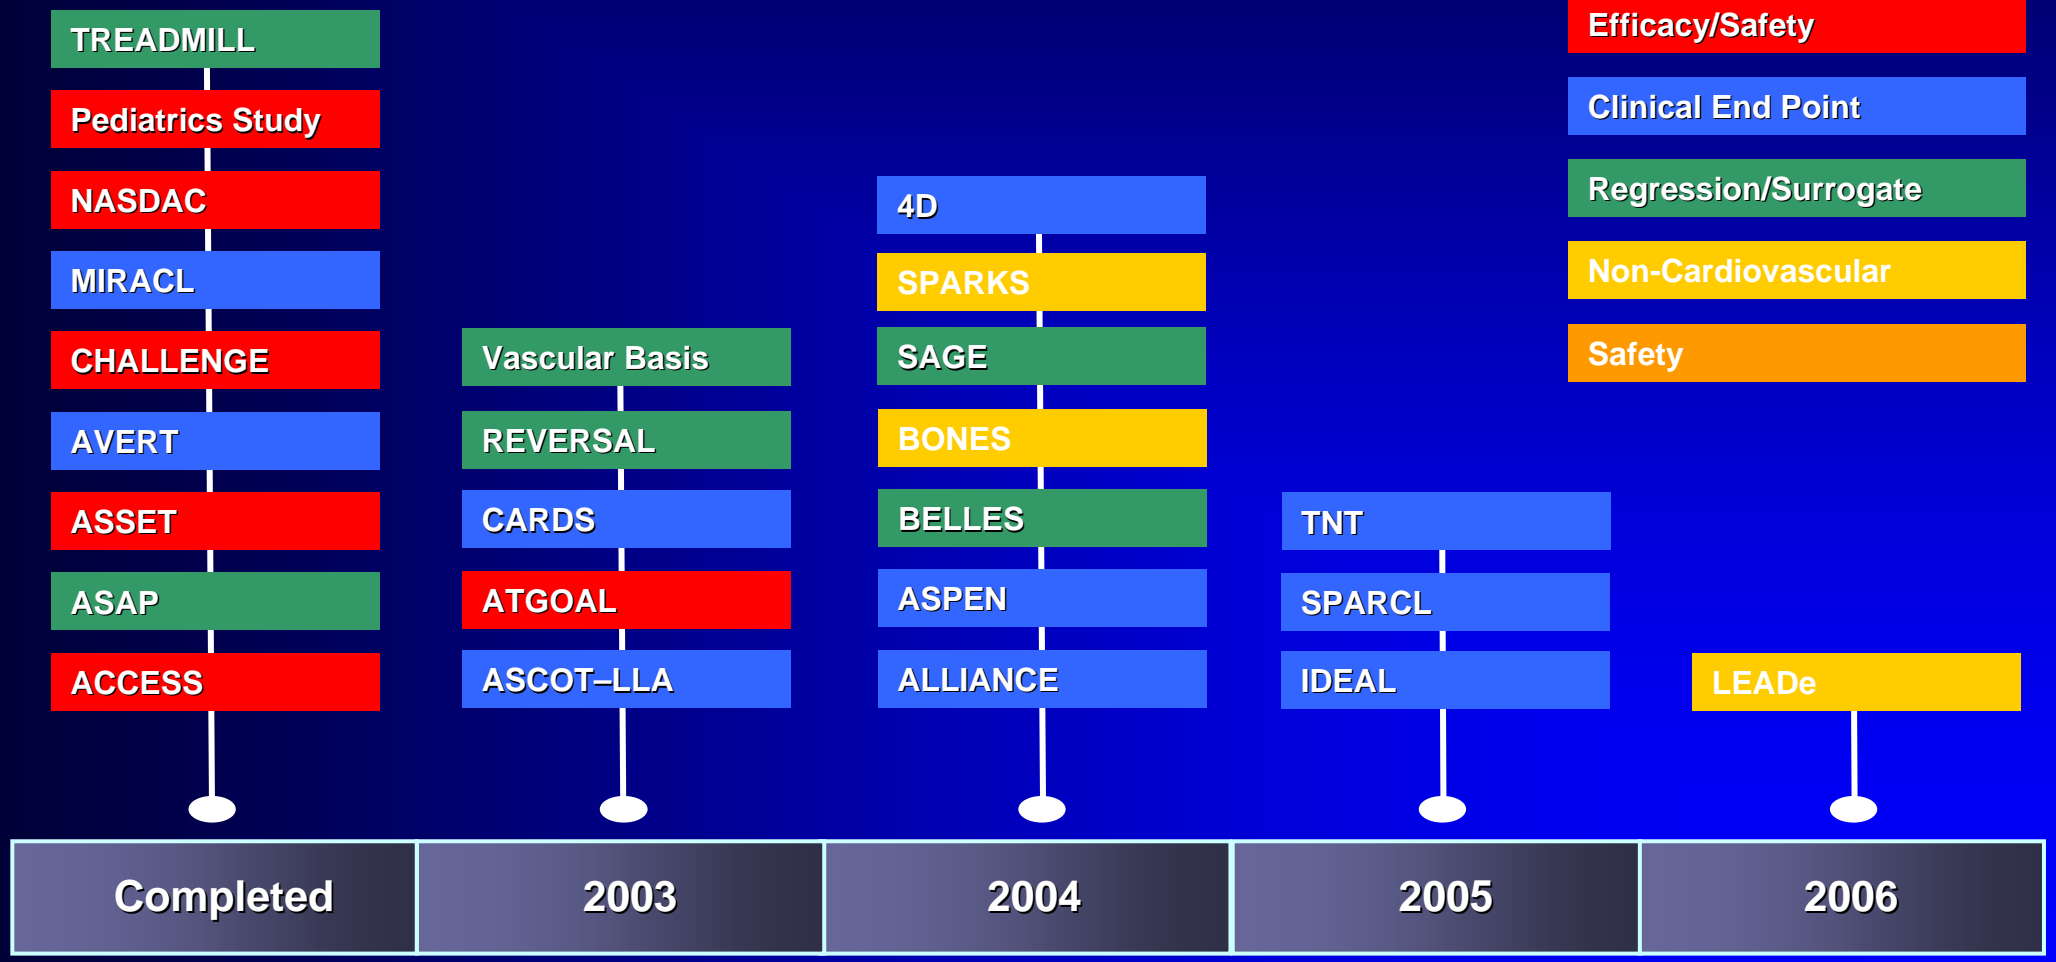 TREADMILL
Pediatrics Study
NASDAC
MIRACL
CHALLENGE
AVERT
ASSET
ASAP
ACCESS
Vascular Basis
REVERSAL
CARDS
ATGOAL
ASCOT–LLA
4D
SPARKS
SAGE
BONES
BELLES
ASPEN
ALLIANCE
TNT
SPARCL
IDEAL
LEADe
Efficacy/Safety
Clinical End Point
Regression/Surrogate
Non-Cardiovascular
Safety
Completed
2003
2004
2005
2006